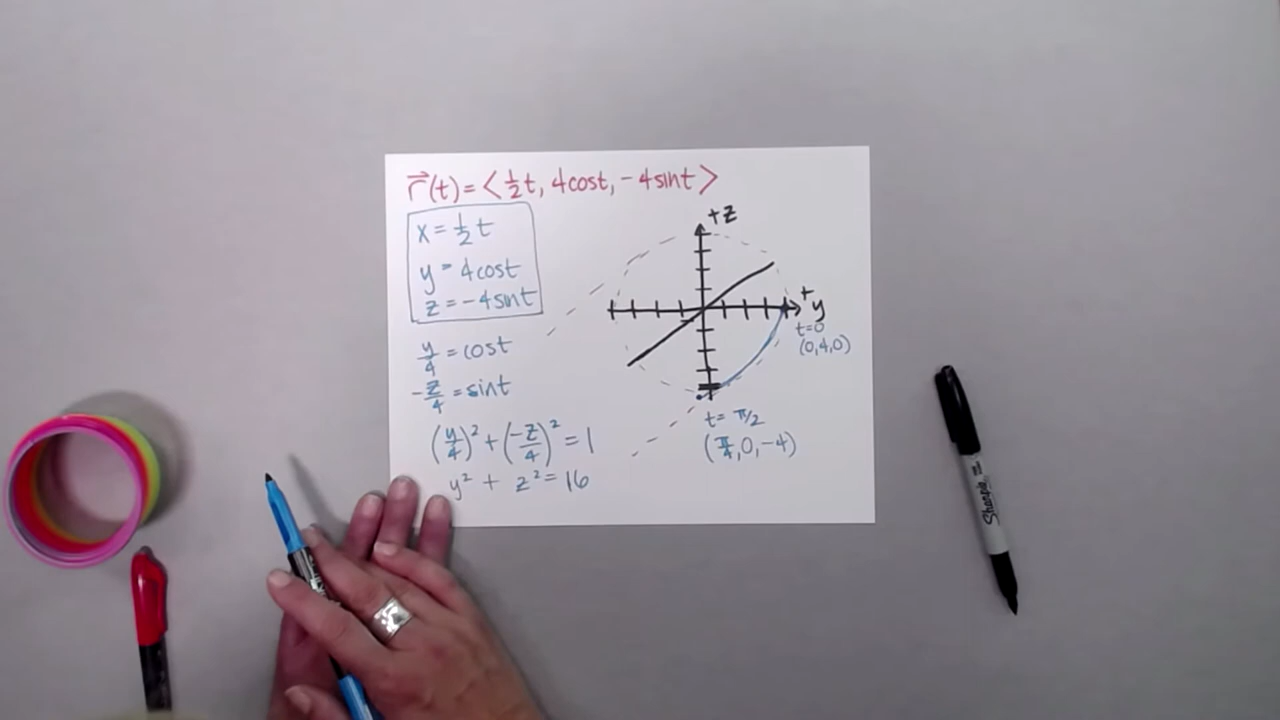 r⃗(t) = <½t, 4cost, -4sint>
x = ½t
y = 4cost
z = -4sint
y/4 = cost
-z/4 = sint
(y/4)² + (-z/4)² = 1
y² + z² = 16
+z
+y
t=0
(0,4,0)
t = π/2
(π/4, 0, -4)
Sharpie